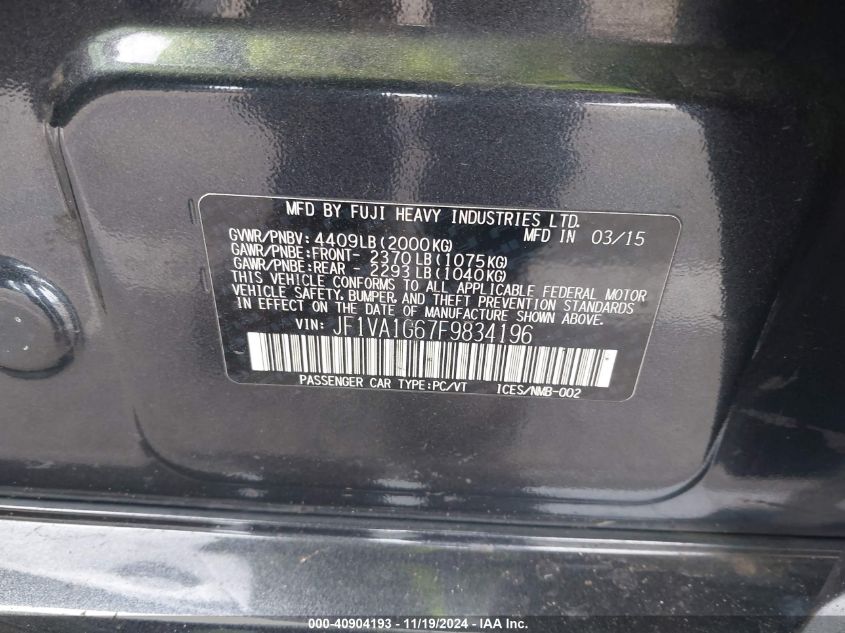 MFD BY FUJI HEAVY INDUSTRIES LTD.
MFD IN 03/15
GVWR/PNBV: 4409LB(2000KG)
GAWR/PNBE:FRONT- 2370LB(1075KG)
GAWR/PNBE:REAR - 2293LB(1040KG)
THIS VEHICLE CONFORMS TO ALL APPLICABLE FEDERAL MOTOR
VEHICLE SAFETY, BUMPER, AND THEFT PREVENTION STANDARDS
IN EFFECT ON THE DATE OF MANUFACTURE SHOWN ABOVE.
VIN: JF1VA1G67F9834196
PASSENGER CAR TYPE:PC/VT ICES/NMB-002
000-40904193 - 11/19/2024 - IAA Inc.